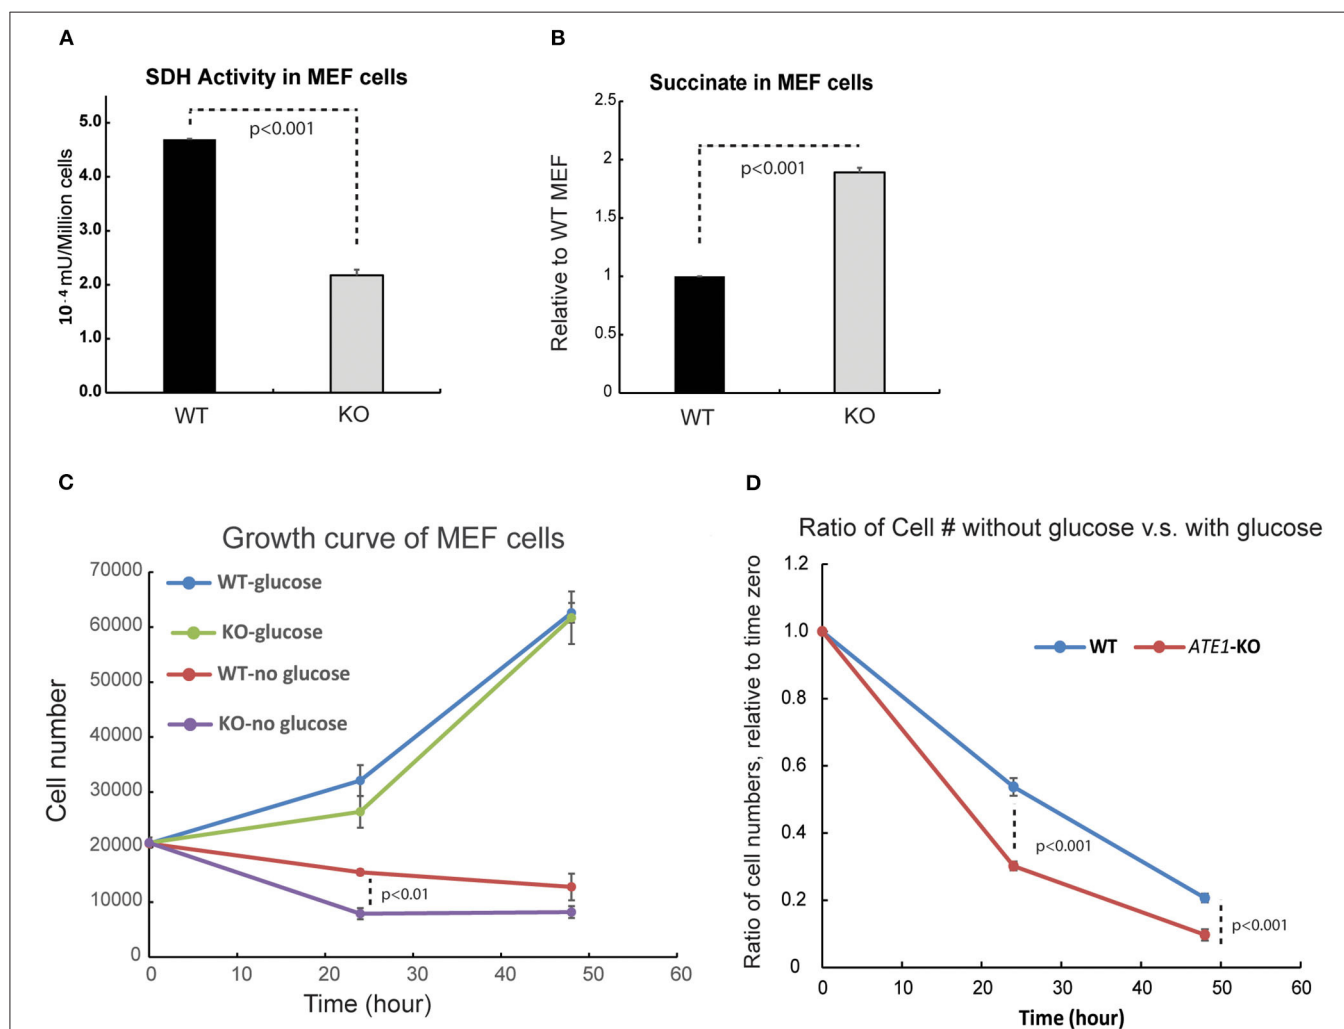 A
SDH Activity in MEF cells
10⁻⁴ mU/Million cells
5.0
4.0
3.0
2.0
1.0
0.0
p<0.001
WT
KO
B
Succinate in MEF cells
Relative to WT MEF
2.5
2
1.5
1
0.5
0
p<0.001
WT
KO
C
Growth curve of MEF cells
Cell number
70000
60000
50000
40000
30000
20000
10000
0
WT-glucose
KO-glucose
WT-no glucose
KO-no glucose
p<0.01
0 10 20 30 40 50 60
Time (hour)
D
Ratio of Cell # without glucose v.s. with glucose
Ratio of cell numbers, relative to time zero
1.2
1.0
0.8
0.6
0.4
0.2
0
WT
ATE1-KO
p<0.001
p<0.001
0 10 20 30 40 50 60
Time (hour)